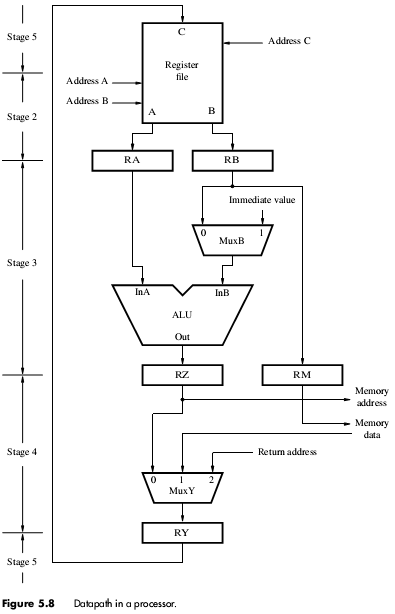 Stage 5
C
Address C
Register
file
Address A
Address B
Stage 2
A
B
RA
RB
Immediate value
0
1
MuxB
Stage 3
InA
InB
ALU
Out
RZ
RM
Memory
address
Memory
data
Stage 4
Return address
0
1
2
MuxY
RY
Stage 5
Figure 5.8 Datapath in a processor.